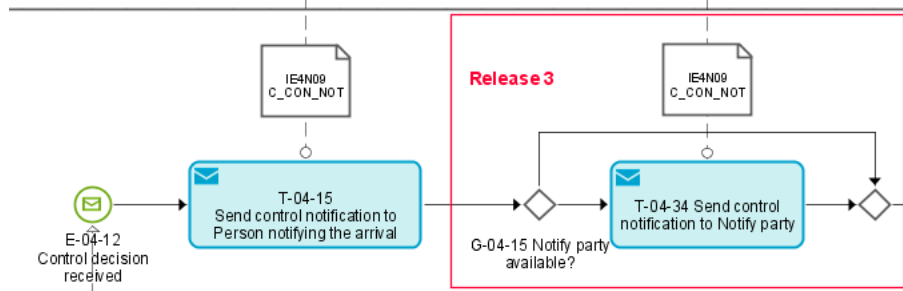 IE4N09
C_CON_NOT
Release 3
IE4N09
C_CON_NOT
T-04-15
Send control notification to
Person notifying the arrival
T-04-34 Send control
notification to Notify party
E-04-12
Control decision
received
G-04-15 Notify party
available?